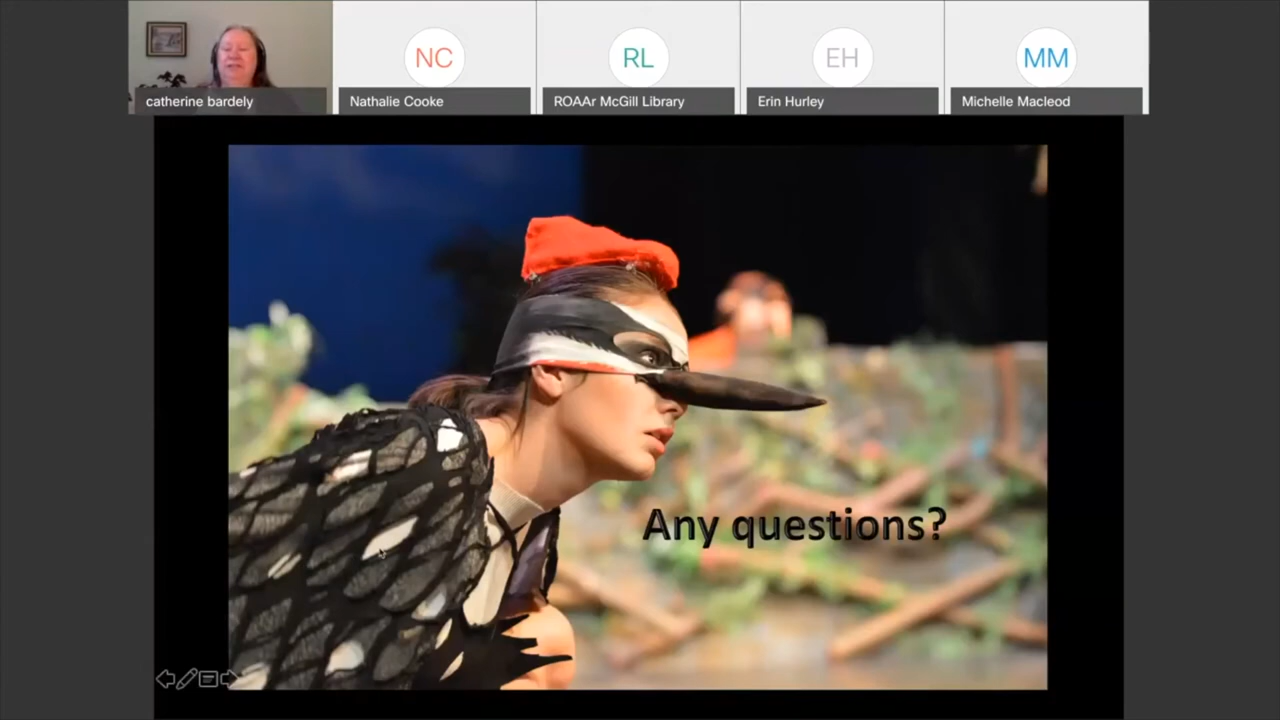 NC
RL
EH
MM
catherine bardely
Nathalie Cooke
ROAAr McGill Library
Erin Hurley
Michelle Macleod
Any questions?